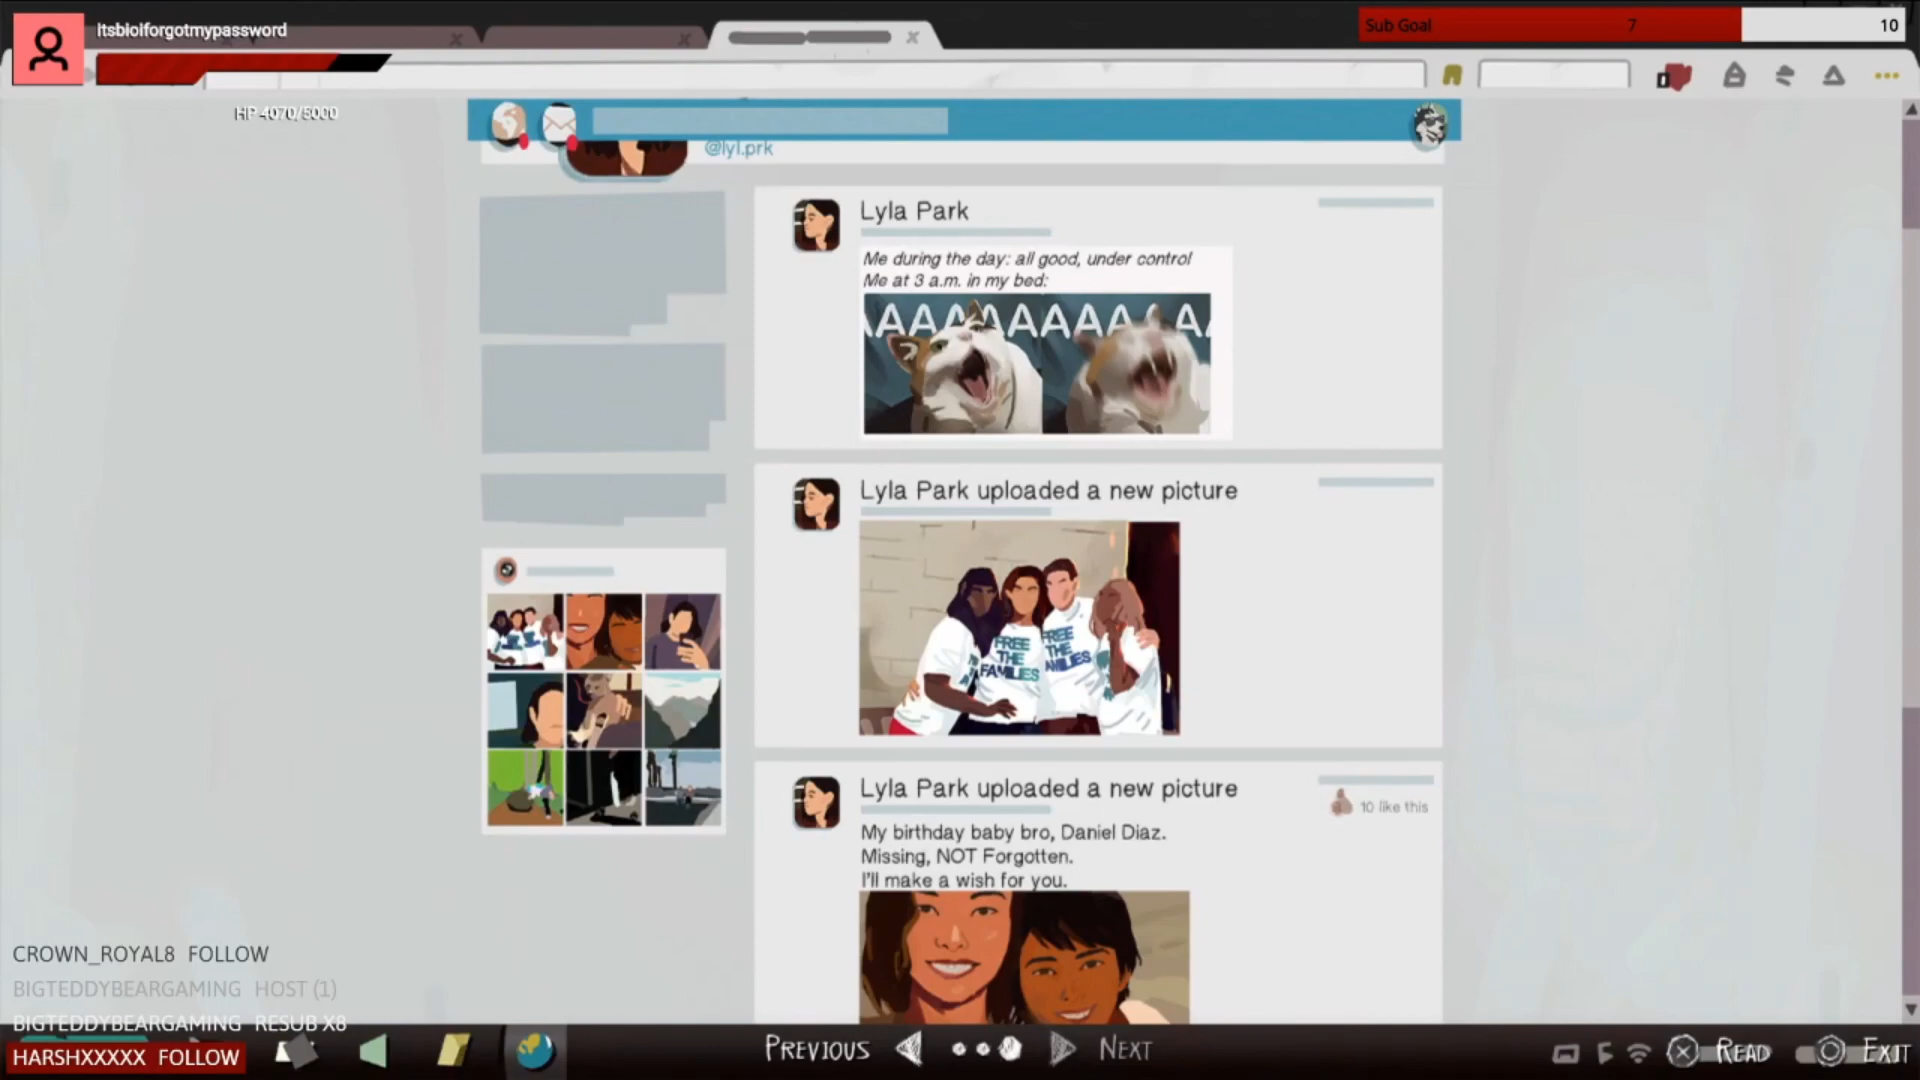 Itsbioiforgotmypassword
Sub Goal 7 10
HP 4070/5000
@lyl.prk
Lyla Park
Me during the day: all good, under control
Me at 3 a.m. in my bed:
AAAAAAAAAAA
Lyla Park uploaded a new picture
FREE THE FAMILIES
FREE THE FAMILIES
Lyla Park uploaded a new picture
10 like this
My birthday baby bro, Daniel Diaz.
Missing, NOT Forgotten.
I'll make a wish for you.
CROWN_ROYAL8 FOLLOW
BIGTEDDYBEARGAMING HOST (1)
BIGTEDDYBEARGAMING RESUB X8
HARSHXXXXX FOLLOW
PREVIOUS NEXT READ EXIT